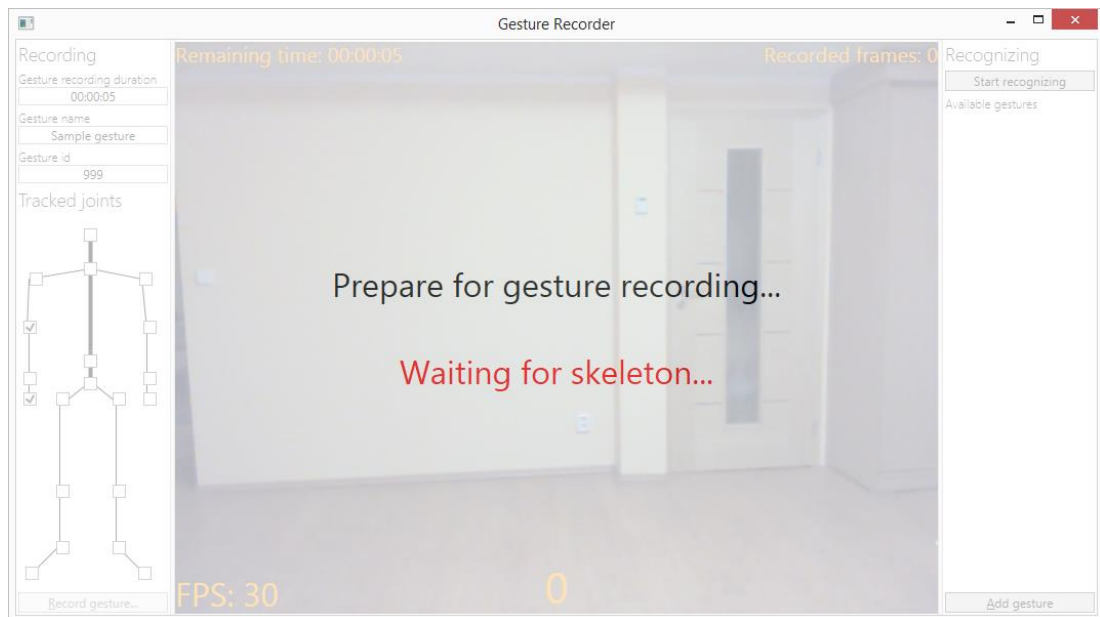 Gesture Recorder
Recording
Gesture recording duration
00:00:05
Gesture name
Sample gesture
Gesture id
999
Tracked joints
Record gesture...
Remaining time: 00:00:05
Recorded frames: 0
Prepare for gesture recording...
Waiting for skeleton...
FPS: 30
0
Recognizing
Start recognizing
Available gestures
Add gesture